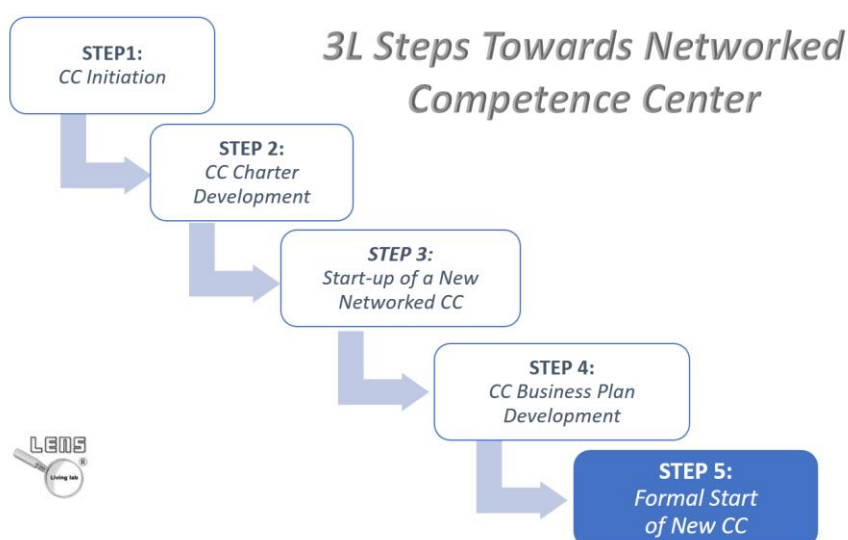 3L Steps Towards Networked
Competence Center
STEP1:
CC Initiation
STEP 2:
CC Charter
Development
STEP 3:
Start-up of a New
Networked CC
STEP 4:
CC Business Plan
Development
STEP 5:
Formal Start
of New CC
LENS
®
Living lab